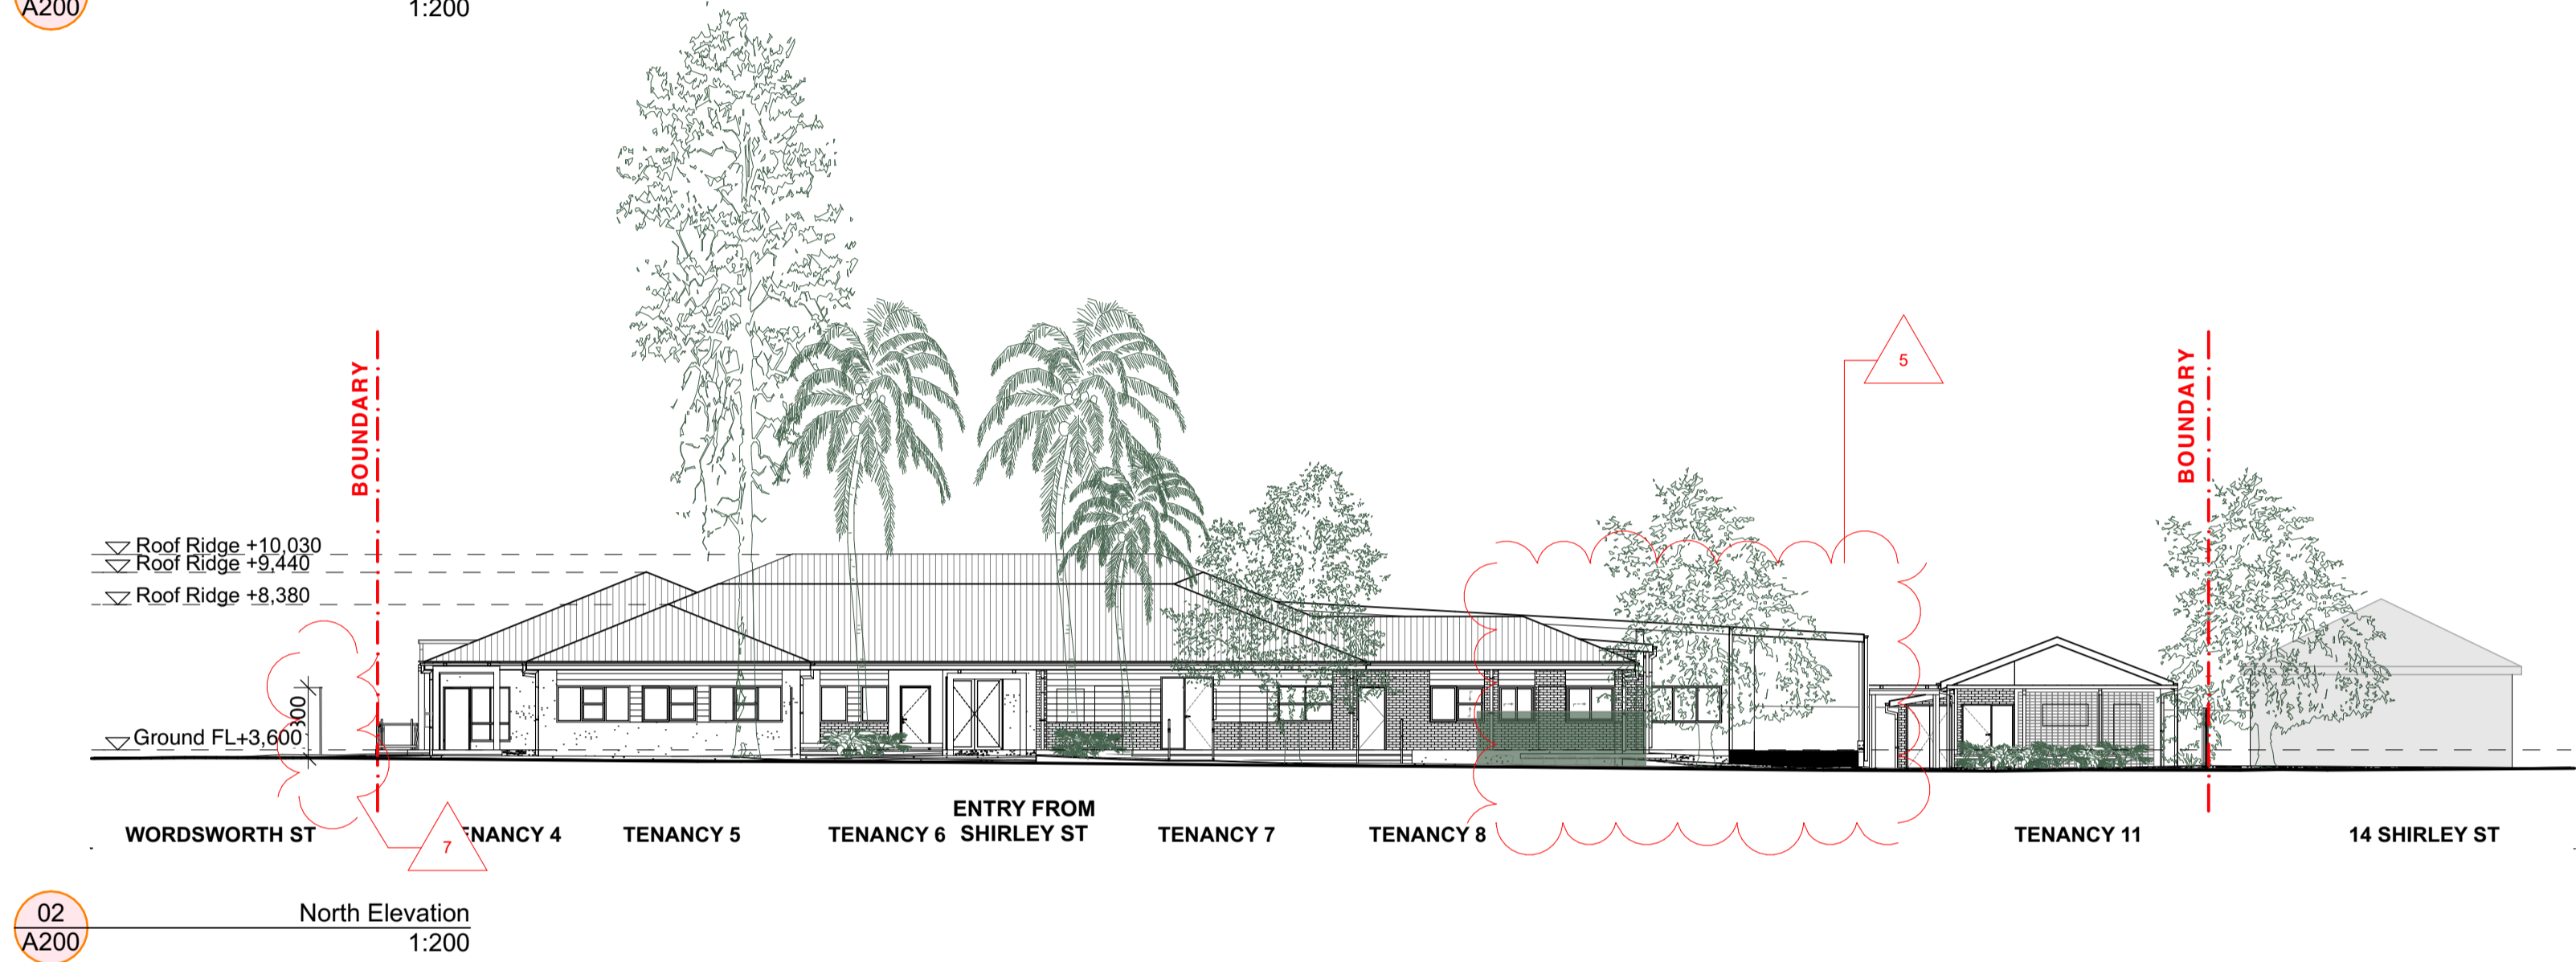 A200
1:200
BOUNDARY
BOUNDARY
5
Roof Ridge +10,030
Roof Ridge +9,440
Roof Ridge +8,380
Ground FL+3,600
WORDSWORTH ST
7
ENANCY 4
TENANCY 5
TENANCY 6
ENTRY FROM
SHIRLEY ST
TENANCY 7
TENANCY 8
TENANCY 11
14 SHIRLEY ST
02
North Elevation
A200
1:200